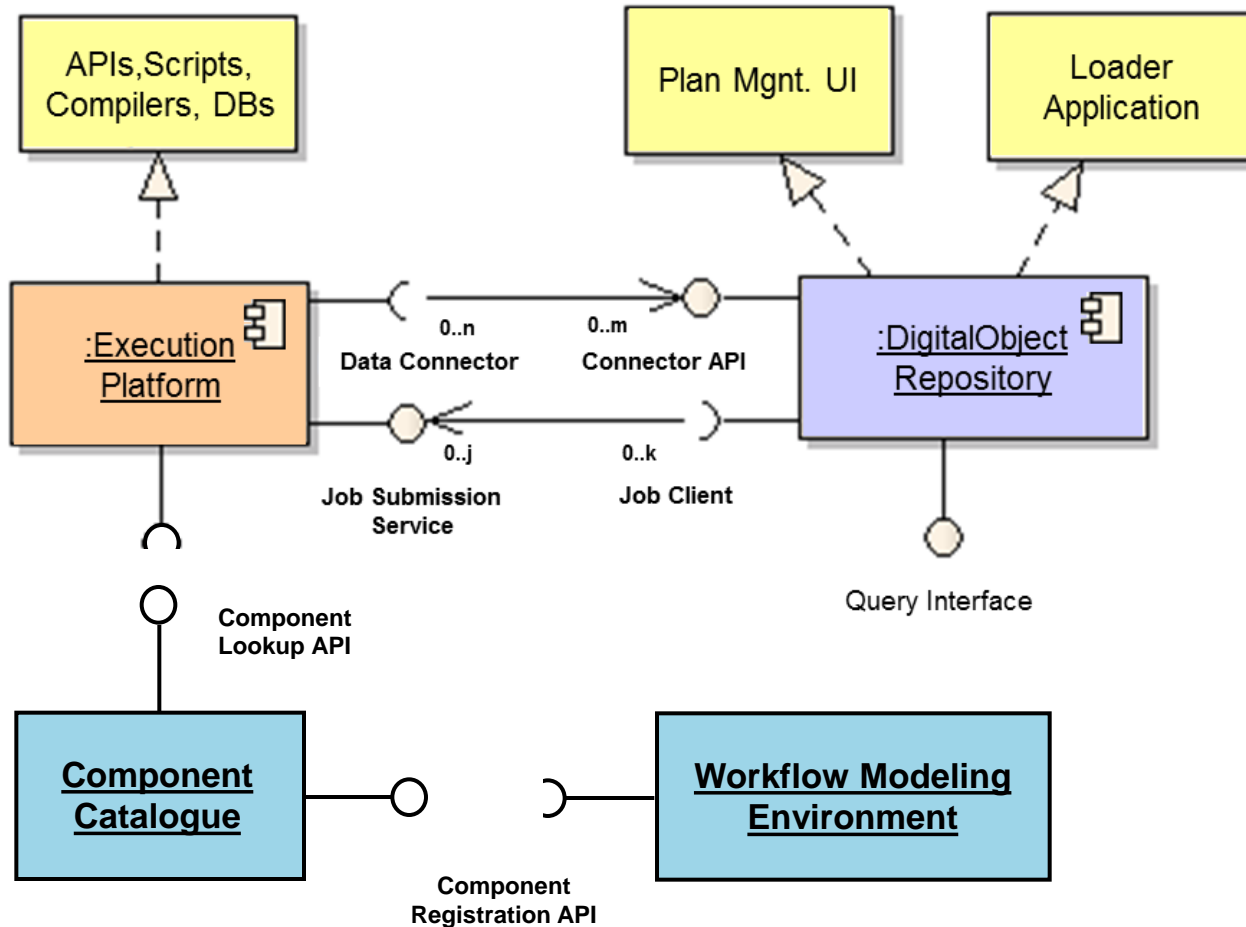 APIs,Scripts,
Compilers, DBs
Plan Mgnt. UI
Loader
Application
:Execution
Platform
0..n
0..m
Data Connector
Connector API
:DigitalObject
Repository
0..j
0..k
Job Submission
Service
Job Client
Query Interface
Component
Lookup API
Component
Catalogue
Workflow Modeling
Environment
Component
Registration API